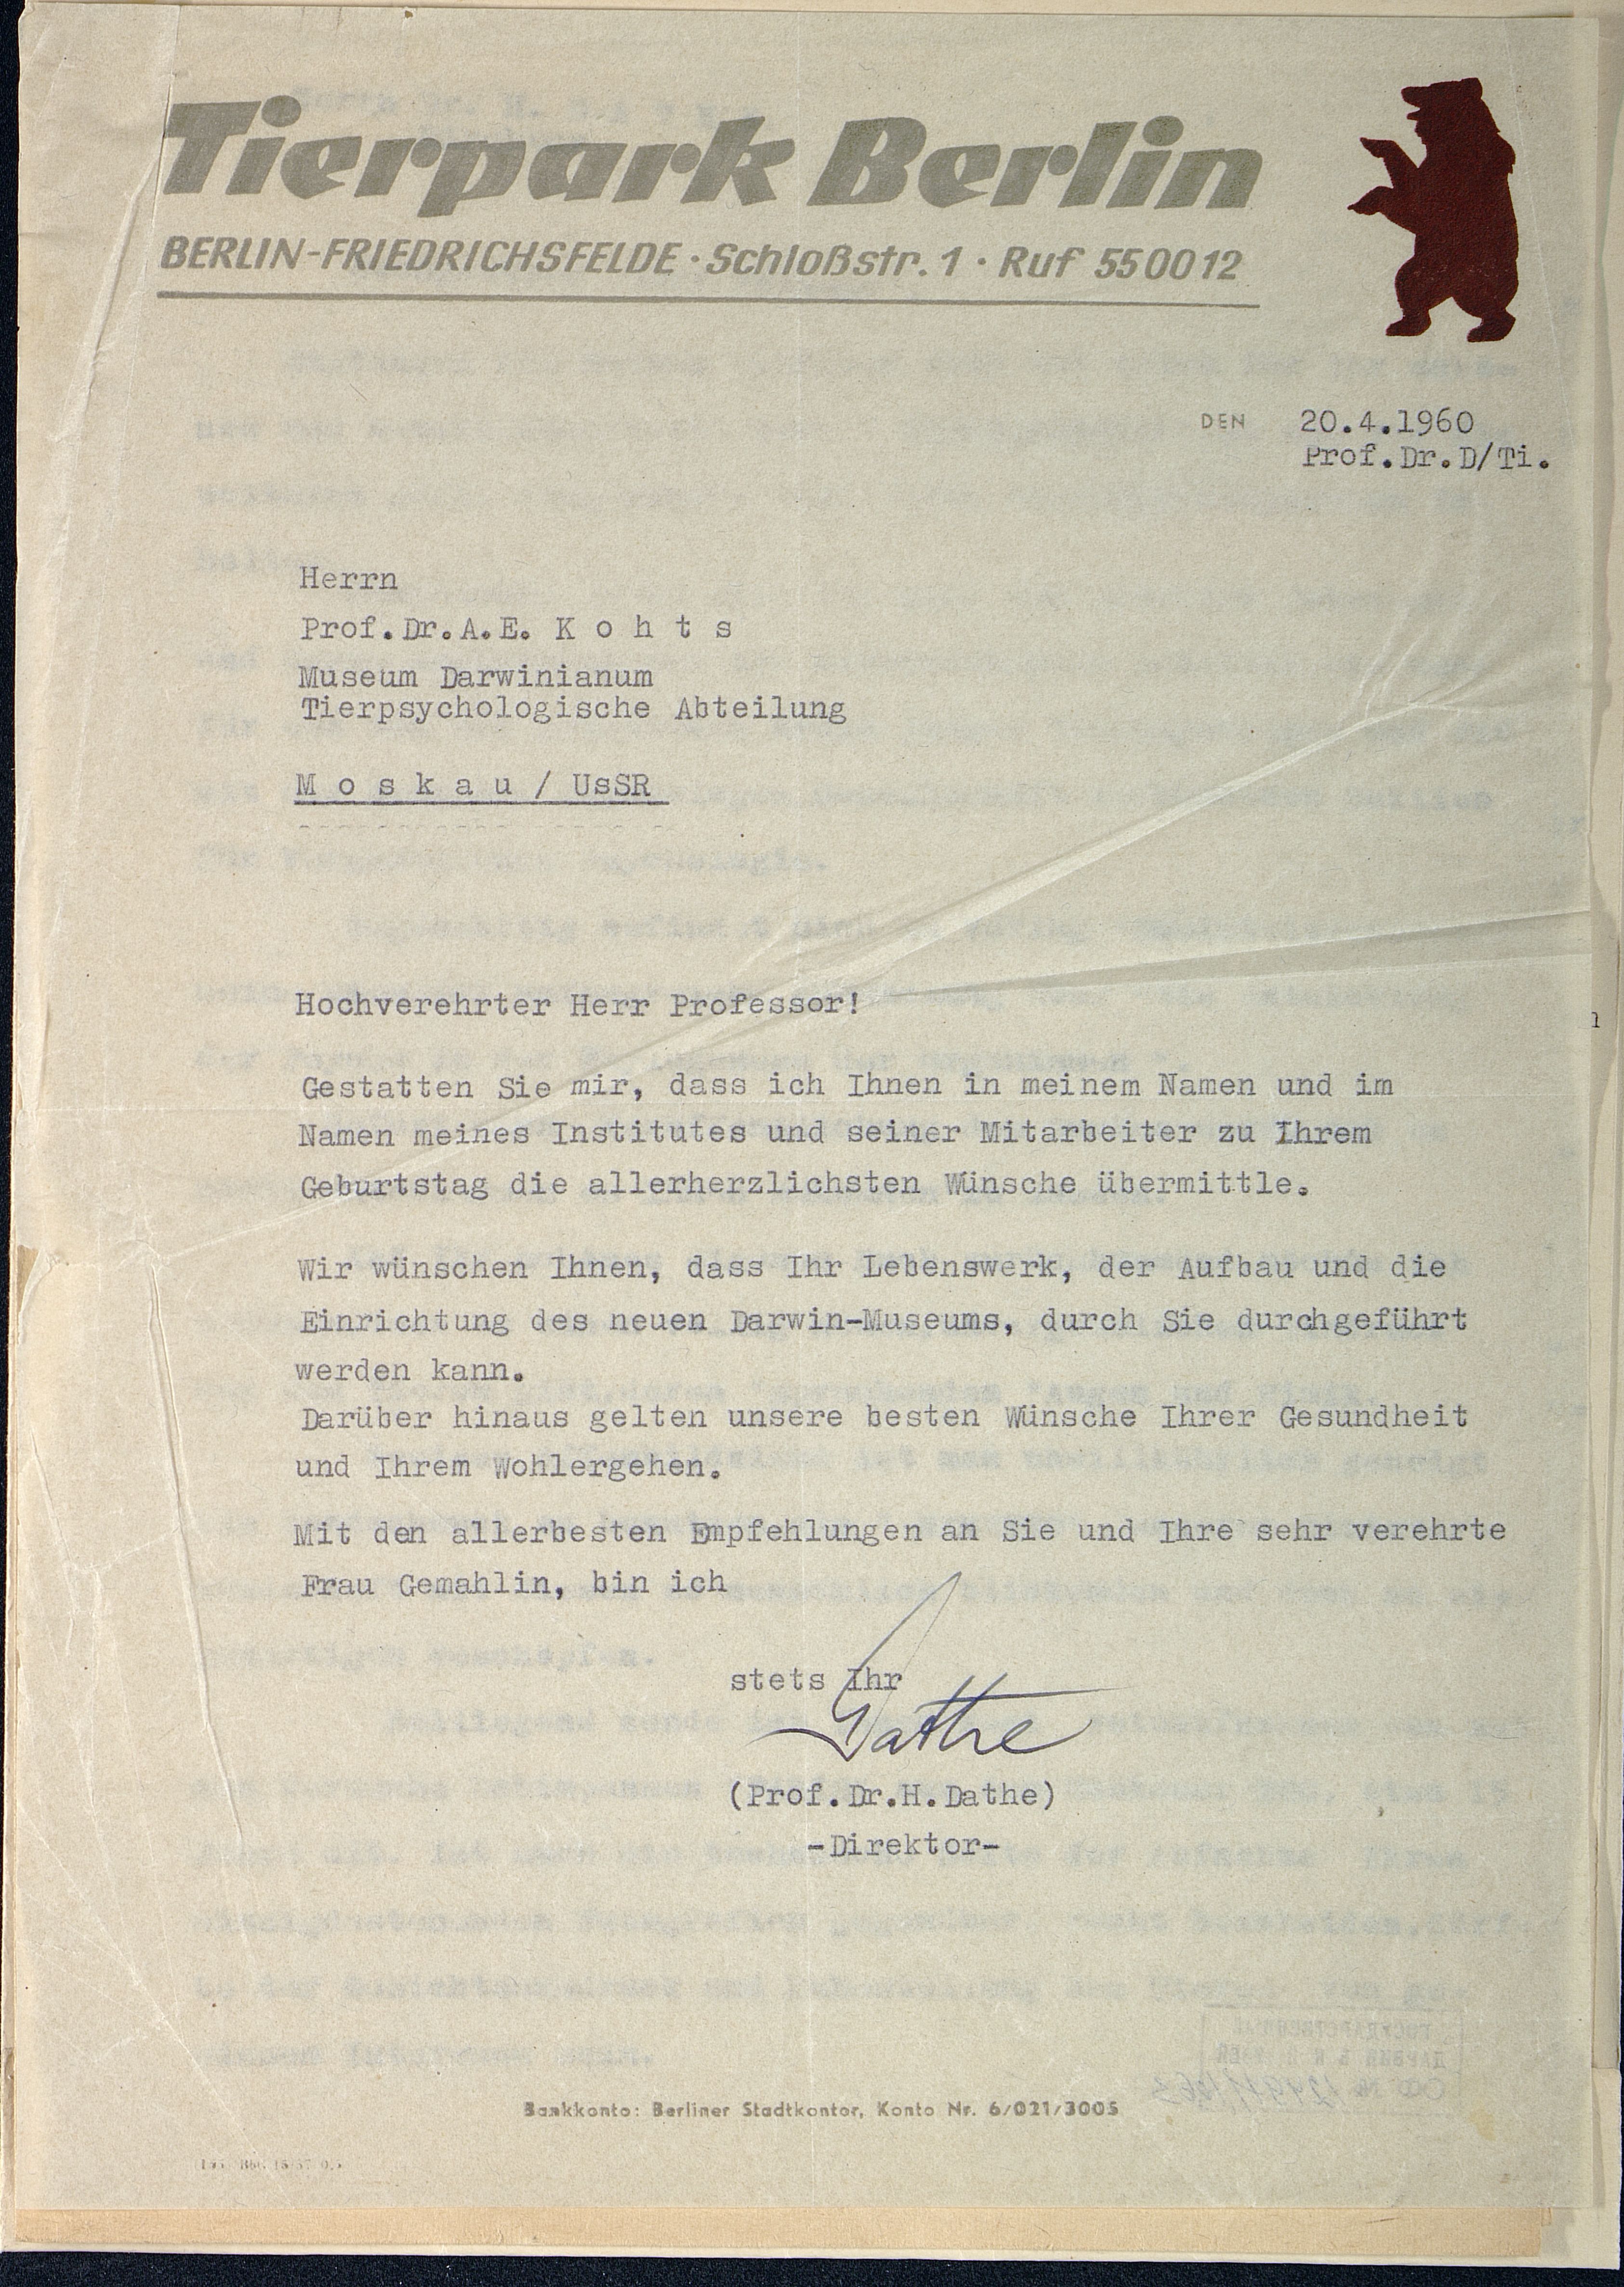 Tierpark Berlin
BERLIN-FRIEDRICHSFELDE · Schloßstr. 1 · Ruf 55 00 12
DEN 20.4.1960
Prof.Dr.D/Ti.
Herrn
Prof.Dr.A.E. K o h t s
Museum Darwinianum
Tierpsychologische Abteilung
M o s k a u / UsSR
Hochverehrter Herr Professor!
Gestatten Sie mir, dass ich Ihnen in meinem Namen und im
Namen meines Institutes und seiner Mitarbeiter zu Ihrem
Geburtstag die allerherzlichsten Wünsche übermittle.
Wir wünschen Ihnen, dass Ihr Lebenswerk, der Aufbau und die
Einrichtung des neuen Darwin-Museums, durch Sie durchgeführt
werden kann.
Darüber hinaus gelten unsere besten Wünsche Ihrer Gesundheit
und Ihrem Wohlergehen.
Mit den allerbesten Empfehlungen an Sie und Ihre sehr verehrte
Frau Gemahlin, bin ich
stets Ihr
Dathe
(Prof.Dr.H.Dathe)
-Direktor-
Bankkonto: Berliner Stadtkontor, Konto Nr. 6/021/3005